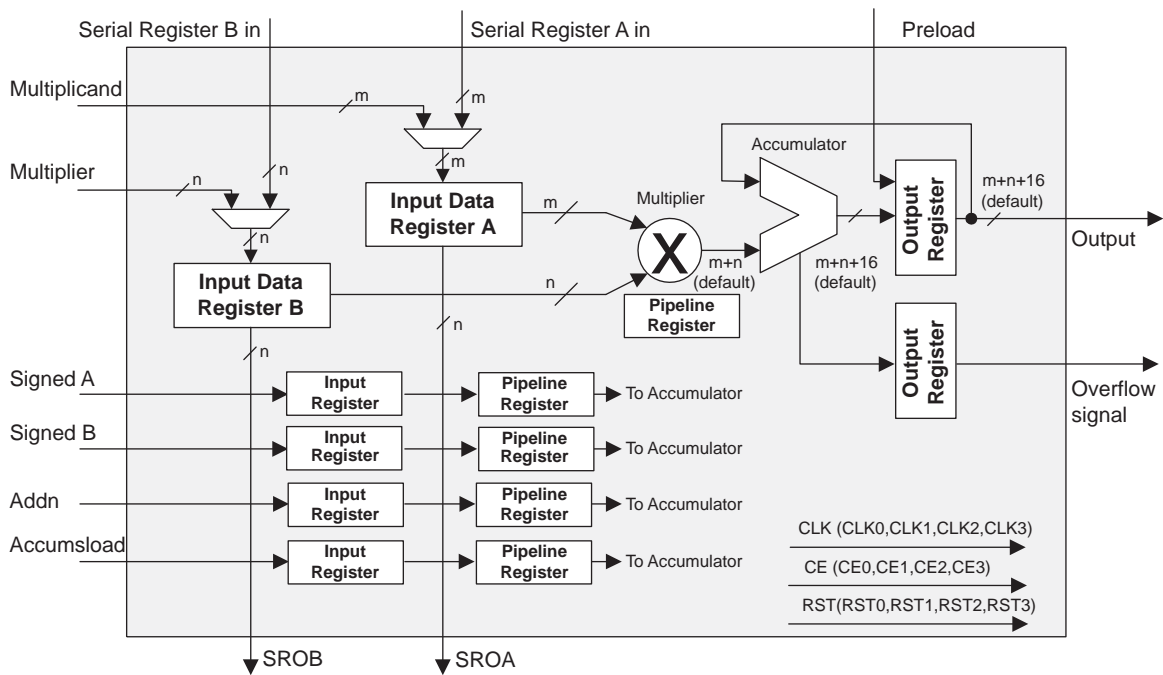 Serial Register B in
Serial Register A in
Preload
Multiplicand
m
m
Multiplier
n
n
m
n
Input Data
Register A
m
Input Data
Register B
n
n
n
Multiplier
X
m+n
(default)
Pipeline
Register
Accumulator
m+n+16
(default)
Output
Register
m+n+16
(default)
Output
Output
Register
Overflow
signal
Signed A
Input
Register
Pipeline
Register
To Accumulator
Signed B
Input
Register
Pipeline
Register
To Accumulator
Addn
Input
Register
Pipeline
Register
To Accumulator
Accumsload
Input
Register
Pipeline
Register
To Accumulator
CLK (CLK0,CLK1,CLK2,CLK3)
CE (CE0,CE1,CE2,CE3)
RST(RST0,RST1,RST2,RST3)
SROB
SROA